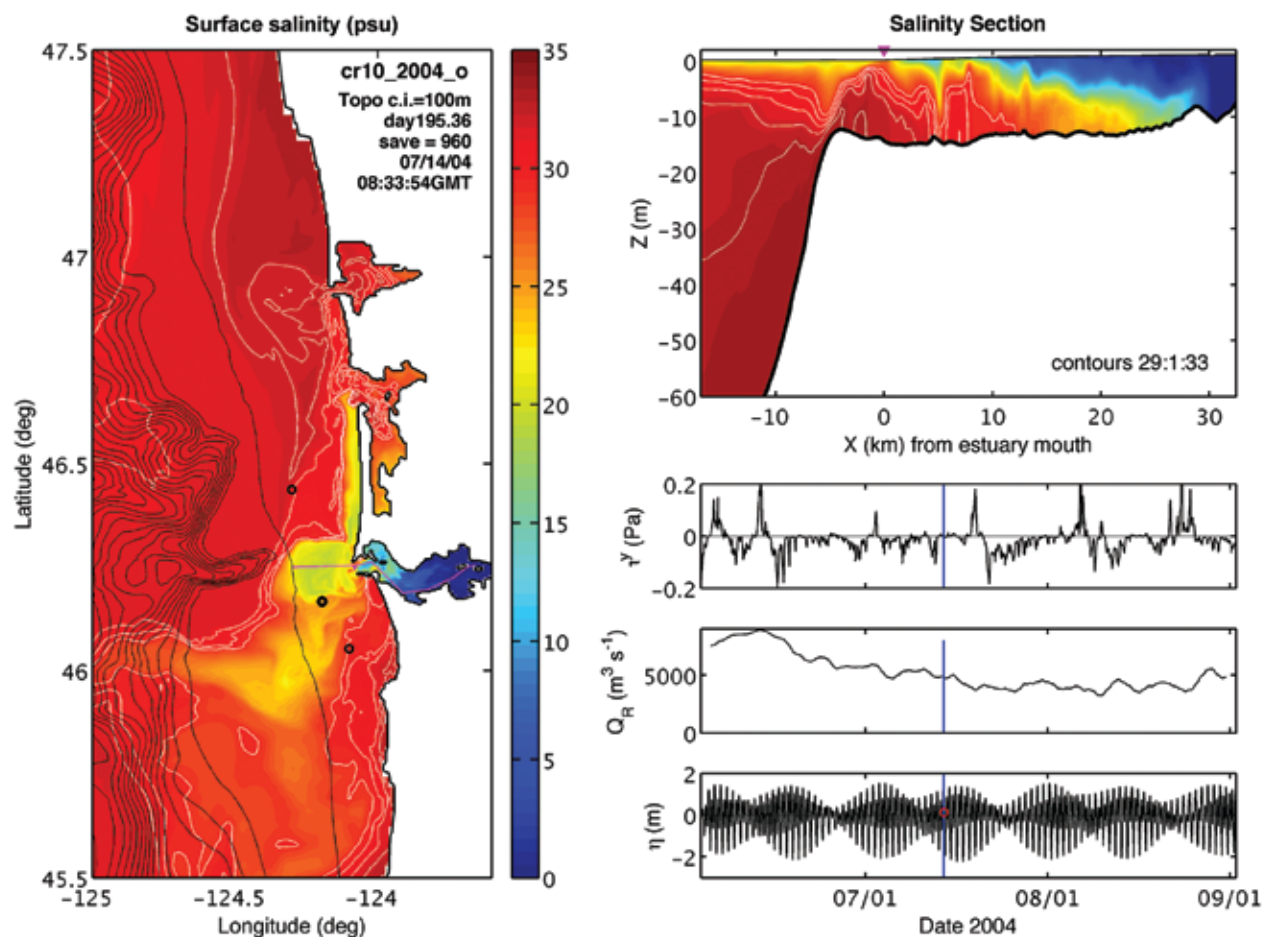 Surface salinity (psu)
47.5
47
46.5
46
45.5
Latitude (deg)
-125
-124.5
-124
Longitude (deg)
cr10_2004_o
Topo c.i.=100m
day195.36
save = 960
07/14/04
08:33:54GMT
35
30
25
20
15
10
5
0
Salinity Section
0
-10
-20
-30
-40
-50
-60
Z (m)
contours 29:1:33
-10
0
10
20
30
X (km) from estuary mouth
0.2
0
-0.2
τʸ (Pa)
5000
0
Q_R (m³ s⁻¹)
2
0
-2
η (m)
07/01
08/01
09/01
Date 2004